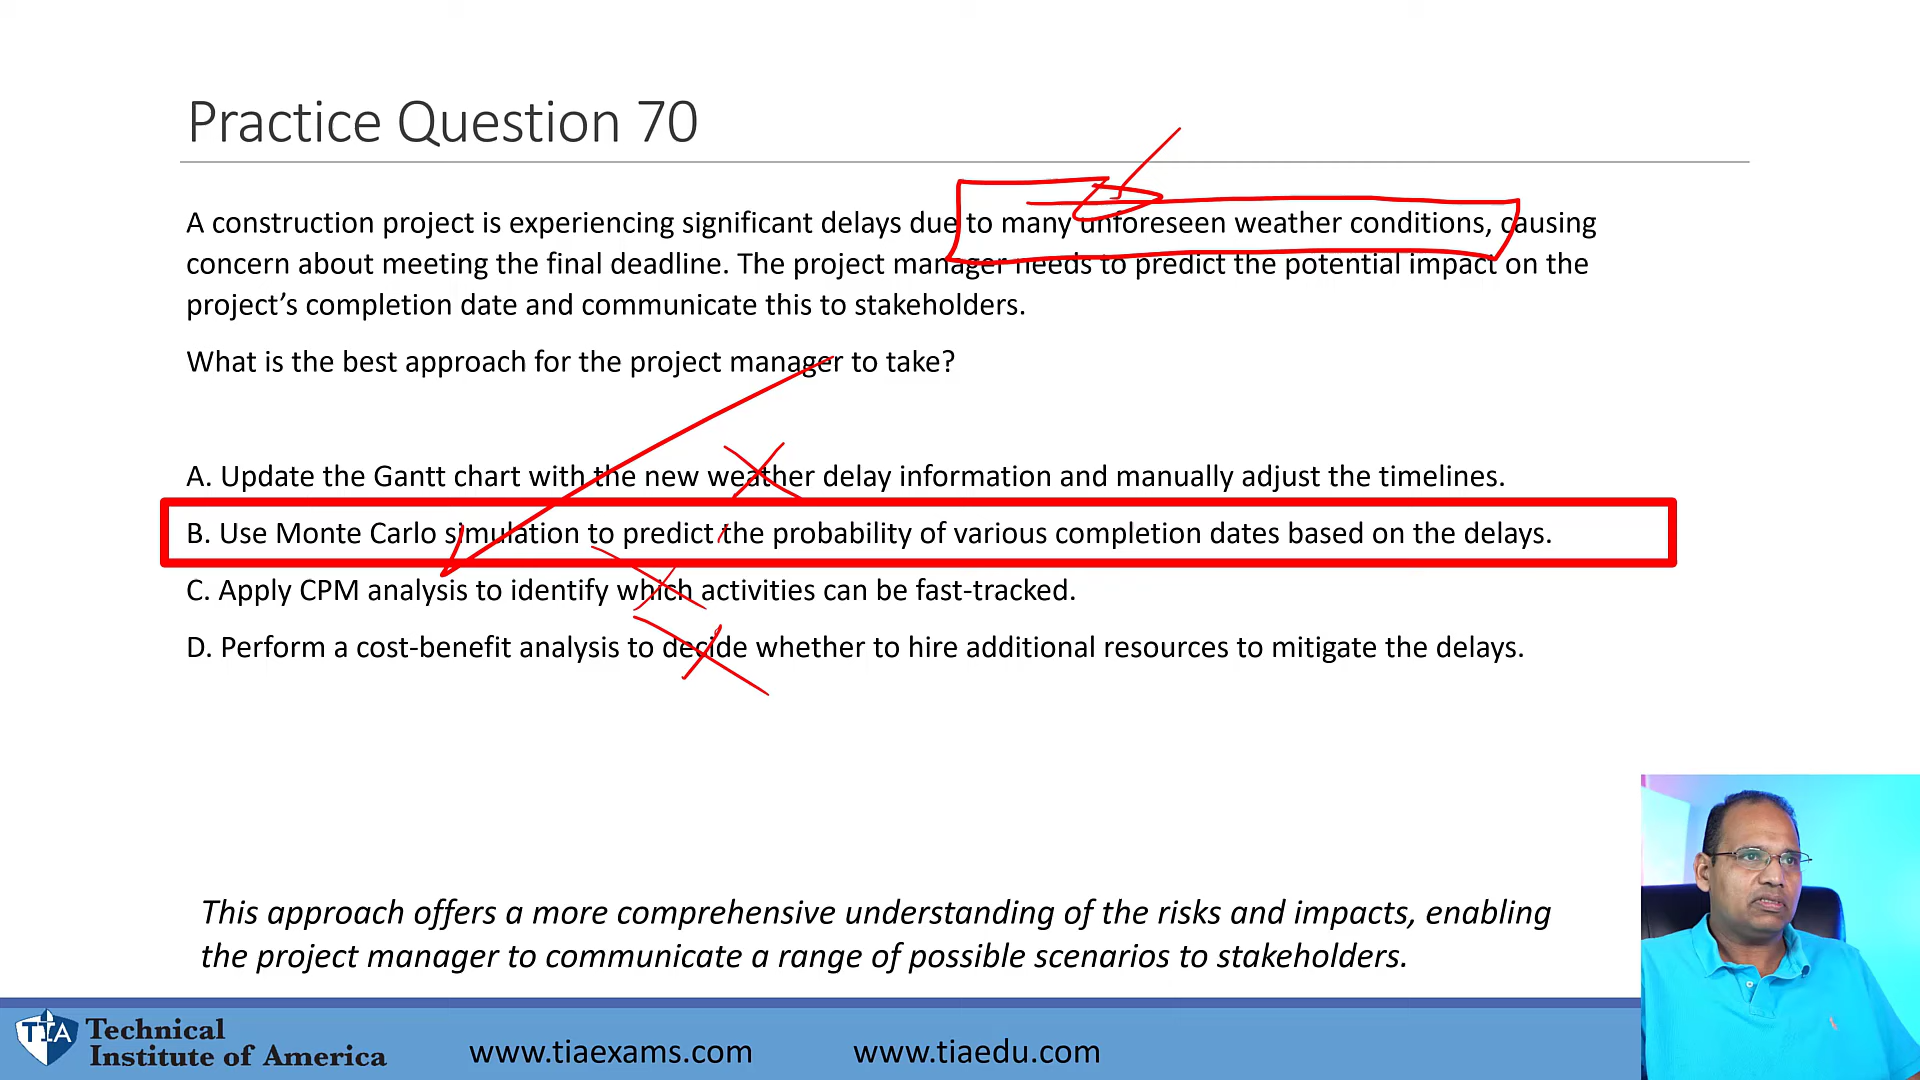 Practice Question 70
A construction project is experiencing significant delays due to many unforeseen weather conditions, causing
concern about meeting the final deadline. The project manager needs to predict the potential impact on the
project’s completion date and communicate this to stakeholders.
What is the best approach for the project manager to take?
A. Update the Gantt chart with the new weather delay information and manually adjust the timelines.
B. Use Monte Carlo simulation to predict the probability of various completion dates based on the delays.
C. Apply CPM analysis to identify which activities can be fast-tracked.
D. Perform a cost-benefit analysis to decide whether to hire additional resources to mitigate the delays.
This approach offers a more comprehensive understanding of the risks and impacts, enabling
the project manager to communicate a range of possible scenarios to stakeholders.
TIA Technical
Institute of America
www.tiaexams.com
www.tiaedu.com